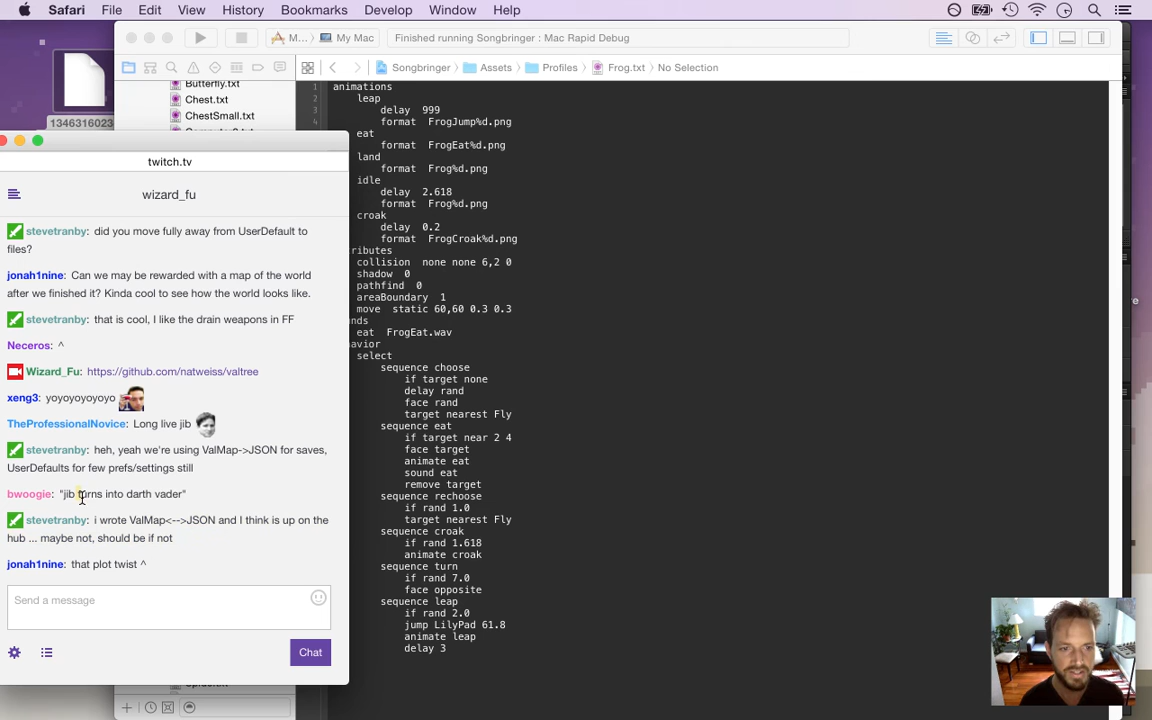 Safari File Edit View History Bookmarks Develop Window Help
M... My Mac Finished running Songbringer : Mac Rapid Debug
Songbringer Assets Profiles Frog.txt No Selection
Butterfly.txt
Chest.txt
ChestSmall.txt
1346316023
twitch.tv
wizard_fu
stevetranby: did you move fully away from UserDefault to
files?
jonah1nine: Can we may be rewarded with a map of the world
after we finished it? Kinda cool to see how the world looks like.
stevetranby: that is cool, I like the drain weapons in FF
Neceros: ^
Wizard_Fu: https://github.com/natweiss/valtree
xeng3: yoyoyoyoyoyo
TheProfessionalNovice: Long live jib
stevetranby: heh, yeah we're using ValMap->JSON for saves,
UserDefaults for few prefs/settings still
bwoogie: "jib turns into darth vader"
stevetranby: i wrote ValMap<-->JSON and I think is up on the
hub ... maybe not, should be if not
jonah1nine: that plot twist ^
Send a message
Chat
1 animations
2 leap
3 delay 999
4 format FrogJump%d.png
eat
format FrogEat%d.png
land
format Frog%d.png
idle
delay 2.618
format Frog%d.png
croak
delay 0.2
format FrogCroak%d.png
tributes
collision none none 6,2 0
shadow 0
pathfind 0
areaBoundary 1
move static 60,60 0.3 0.3
unds
eat FrogEat.wav
avior
select
sequence choose
if target none
delay rand
face rand
target nearest Fly
sequence eat
if target near 2 4
face target
animate eat
sound eat
remove target
sequence rechoose
if rand 1.0
target nearest Fly
sequence croak
if rand 1.618
animate croak
sequence turn
if rand 7.0
face opposite
sequence leap
if rand 2.0
jump LilyPad 61.8
animate leap
delay 3